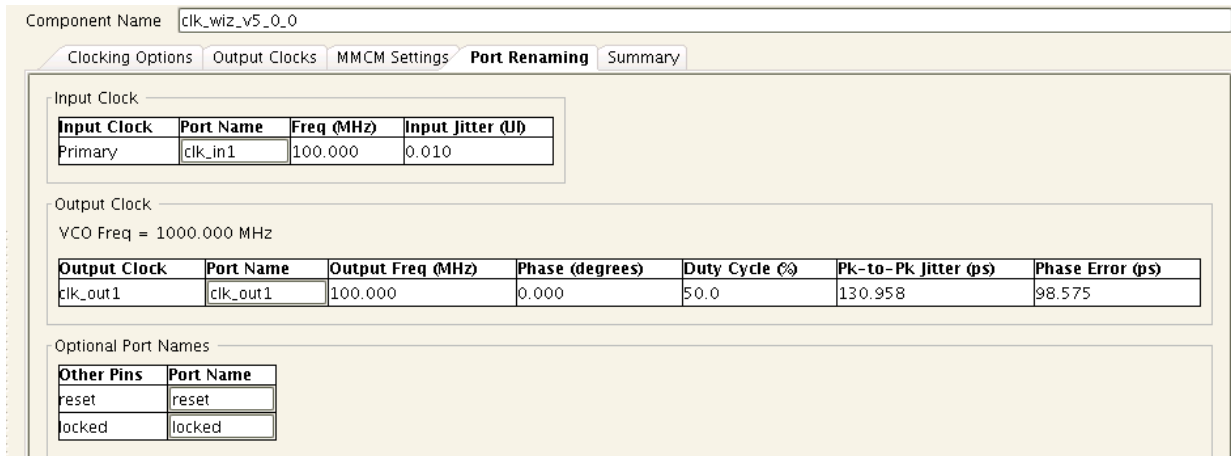 Component Name clk_wiz_v5_0_0
Clocking Options Output Clocks MMCM Settings Port Renaming Summary
Input Clock
Input Clock Port Name Freq (MHz) Input Jitter (UI)
Primary clk_in1 100.000 0.010
Output Clock
VCO Freq = 1000.000 MHz
Output Clock Port Name Output Freq (MHz) Phase (degrees) Duty Cycle (%) Pk-to-Pk Jitter (ps) Phase Error (ps)
clk_out1 clk_out1 100.000 0.000 50.0 130.958 98.575
Optional Port Names
Other Pins Port Name
reset reset
locked locked